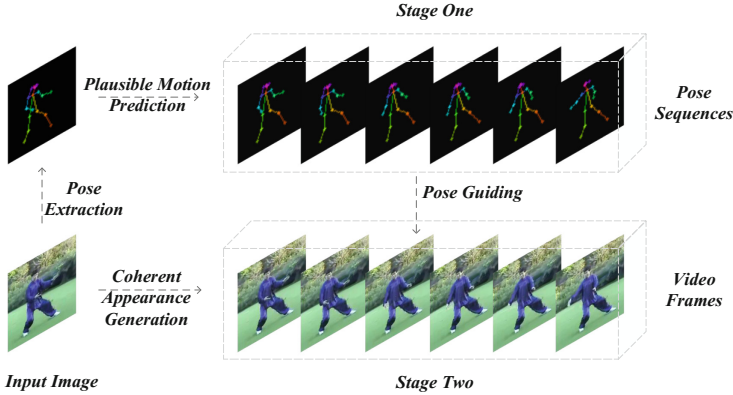 Stage One
Plausible Motion
Prediction
Pose
Sequences
Pose
Extraction
Pose Guiding
Coherent
Appearance
Generation
Video
Frames
Input Image
Stage Two